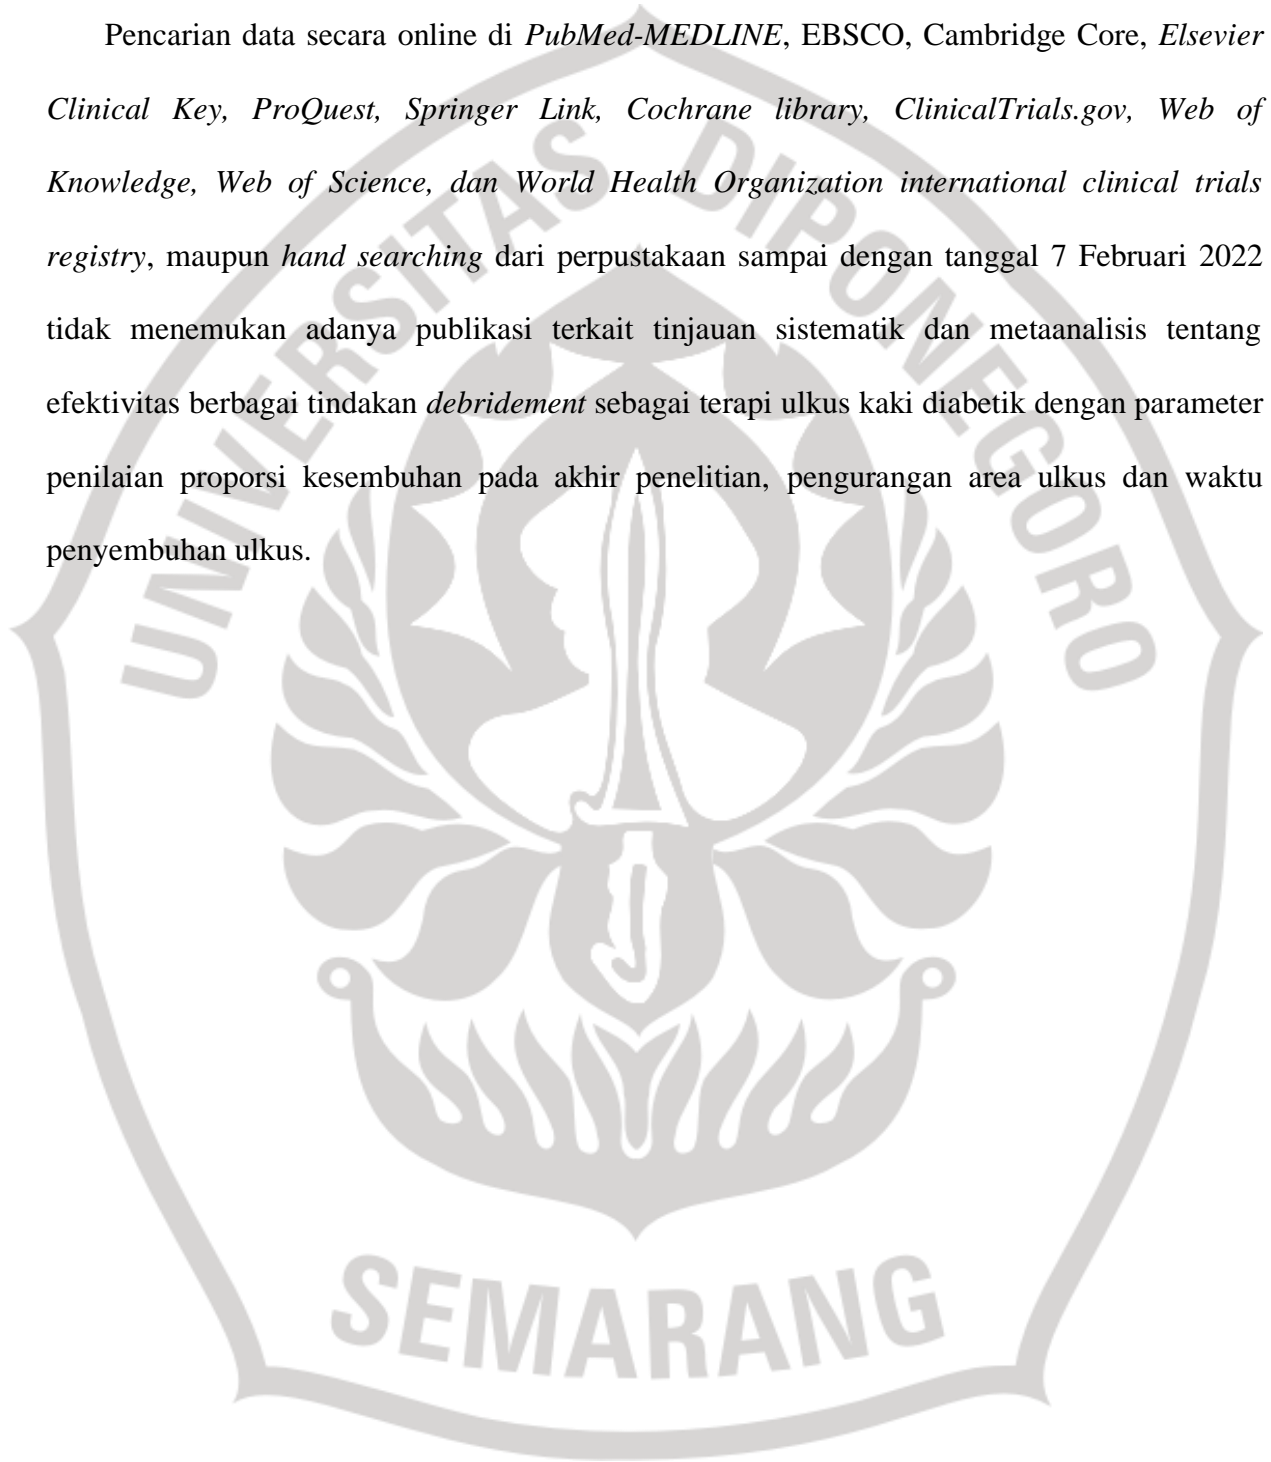 Pencarian data secara online di PubMed-MEDLINE, EBSCO, Cambridge Core, Elsevier
Clinical Key, ProQuest, Springer Link, Cochrane library, ClinicalTrials.gov, Web of
Knowledge, Web of Science, dan World Health Organization international clinical trials
registry, maupun hand searching dari perpustakaan sampai dengan tanggal 7 Februari 2022
tidak menemukan adanya publikasi terkait tinjauan sistematik dan metaanalisis tentang
efektivitas berbagai tindakan debridement sebagai terapi ulkus kaki diabetik dengan parameter
penilaian proporsi kesembuhan pada akhir penelitian, pengurangan area ulkus dan waktu
penyembuhan ulkus.
UNIVERSITAS DIPONEGORO
SEMARANG